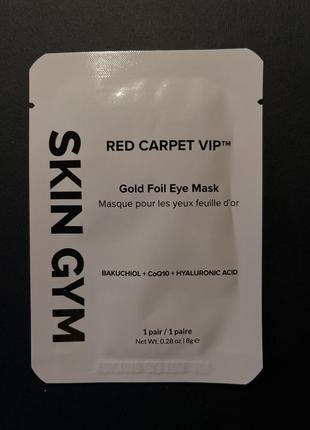 SKIN GYM
RED CARPET VIP™
Gold Foil Eye Mask
Masque pour les yeux feuille d'or
BAKUCHIOL + CoQ10 + HYALURONIC ACID
1 pair / 1 paire
Net Wt. 0.28 oz | 8g ℮